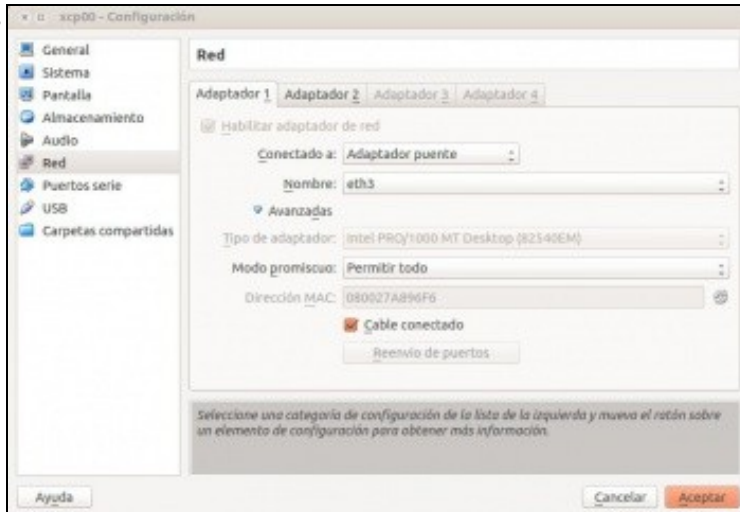 xcp00 - Configuración
General
Sistema
Pantalla
Almacenamiento
Audio
Red
Puertos serie
USB
Carpetas compartidas
Red
Adaptador 1 Adaptador 2 Adaptador 3 Adaptador 4
Habilitar adaptador de red
Conectado a: Adaptador puente
Nombre: eth3
Avanzadas
Tipo de adaptador: Intel PRO/1000 MT Desktop (82540EM)
Modo promiscuo: Permitir todo
Dirección MAC: 080027A896F6
Cable conectado
Reenvío de puertos
Seleccione una categoría de configuración de la lista de la izquierda y mueva el ratón sobre
un elemento de configuración para obtener más información.
Ayuda Cancelar Aceptar